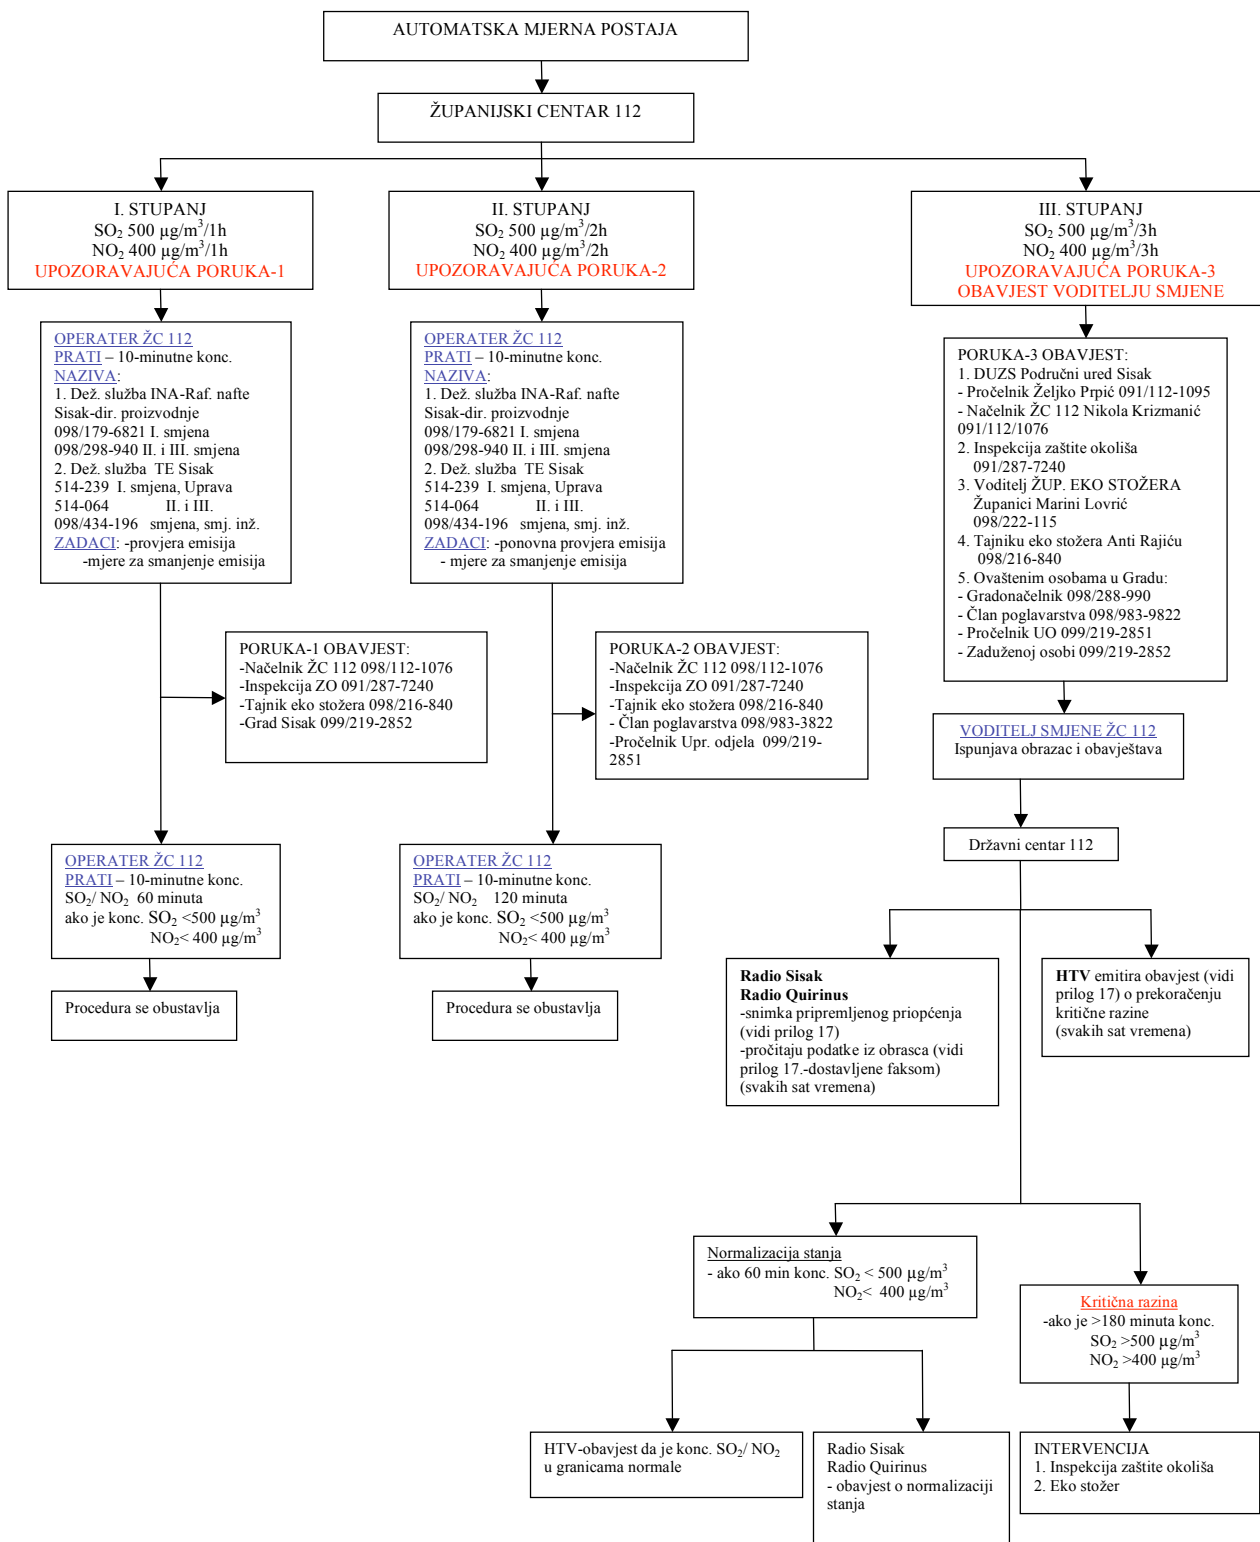 AUTOMATSKA MJERNA POSTAJA
ŽUPANIJSKI CENTAR 112
I. STUPANJ
SO₂ 500 µg/m³/1h
NO₂ 400 µg/m³/1h
UPOZORAVAJUĆA PORUKA-1
II. STUPANJ
SO₂ 500 µg/m³/2h
NO₂ 400 µg/m³/2h
UPOZORAVAJUĆA PORUKA-2
III. STUPANJ
SO₂ 500 µg/m³/3h
NO₂ 400 µg/m³/3h
UPOZORAVAJUĆA PORUKA-3
OBAVJEST VODITELJU SMJENE
OPERATER ŽC 112
PRATI – 10-minutne konc.
NAZIVA:
1. Dež. služba INA-Raf. nafte
Sisak-dir. proizvodnje
098/179-6821 I. smjena
098/298-940 II. i III. smjena
2. Dež. služba TE Sisak
514-239 I. smjena, Uprava
514-064 II. i III.
098/434-196 smjena, smj. inž.
ZADACI: -provjera emisija
-mjere za smanjenje emisija
OPERATER ŽC 112
PRATI – 10-minutne konc.
NAZIVA:
1. Dež. služba INA-Raf. nafte
Sisak-dir. proizvodnje
098/179-6821 I. smjena
098/298-940 II. i III. smjena
2. Dež. služba TE Sisak
514-239 I. smjena, Uprava
514-064 II. i III.
098/434-196 smjena, smj. inž.
ZADACI: -ponovna provjera emisija
- mjere za smanjenje emisija
PORUKA-3 OBAVJEST:
1. DUZS Područni ured Sisak
- Pročelnik Željko Prpić 091/112-1095
- Načelnik ŽC 112 Nikola Krizmanić
091/112/1076
2. Inspekcija zaštite okoliša
091/287-7240
3. Voditelj ŽUP. EKO STOŽERA
Županici Marini Lovrić
098/222-115
4. Tajniku eko stožera Anti Rajiću
098/216-840
5. Ovaštenim osobama u Gradu:
- Gradonačelnik 098/288-990
- Član poglavarstva 098/983-9822
- Pročelnik UO 099/219-2851
- Zaduženoj osobi 099/219-2852
PORUKA-1 OBAVJEST:
-Načelnik ŽC 112 098/112-1076
-Inspekcija ZO 091/287-7240
-Tajnik eko stožera 098/216-840
-Grad Sisak 099/219-2852
PORUKA-2 OBAVJEST:
-Načelnik ŽC 112 098/112-1076
-Inspekcija ZO 091/287-7240
-Tajnik eko stožera 098/216-840
- Član poglavarstva 098/983-3822
-Pročelnik Upr. odjela 099/219-
2851
VODITELJ SMJENE ŽC 112
Ispunjava obrazac i obavještava
Državni centar 112
OPERATER ŽC 112
PRATI – 10-minutne konc.
SO₂/ NO₂ 60 minuta
ako je konc. SO₂ <500 µg/m³
NO₂< 400 µg/m³
OPERATER ŽC 112
PRATI – 10-minutne konc.
SO₂/ NO₂ 120 minuta
ako je konc. SO₂ <500 µg/m³
NO₂< 400 µg/m³
Procedura se obustavlja
Procedura se obustavlja
Radio Sisak
Radio Quirinus
-snimka pripremljenog priopćenja
(vidi prilog 17)
-pročitaju podatke iz obrasca (vidi
prilog 17.-dostavljene faksom)
(svakih sat vremena)
HTV emitira obavjest (vidi
prilog 17) o prekoračenju
kritične razine
(svakih sat vremena)
Normalizacija stanja
- ako 60 min konc. SO₂ < 500 µg/m³
NO₂< 400 µg/m³
Kritična razina
-ako je >180 minuta konc.
SO₂ >500 µg/m³
NO₂ >400 µg/m³
HTV-obavjest da je konc. SO₂/ NO₂
u granicama normale
Radio Sisak
Radio Quirinus
- obavjest o normalizaciji
stanja
INTERVENCIJA
1. Inspekcija zaštite okoliša
2. Eko stožer